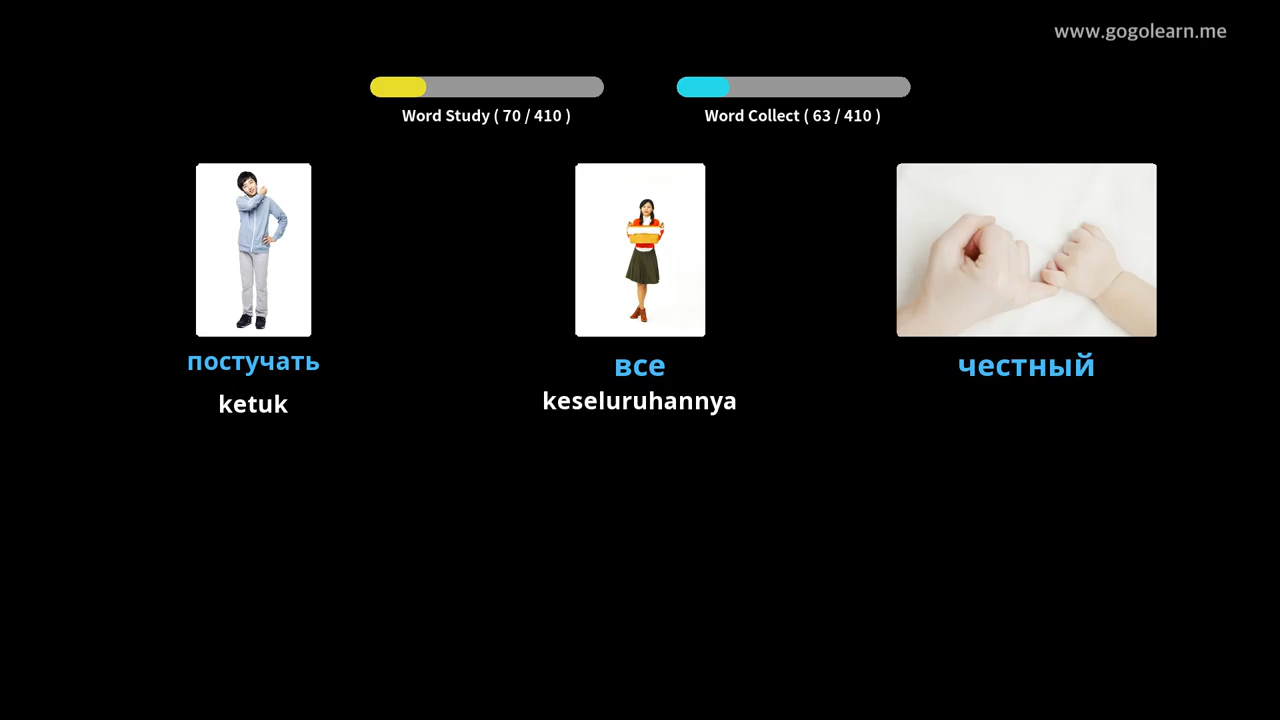 www.gogolearn.me
Word Study ( 70 / 410 )
Word Collect ( 63 / 410 )
постучать
ketuk
все
keseluruhannya
честный